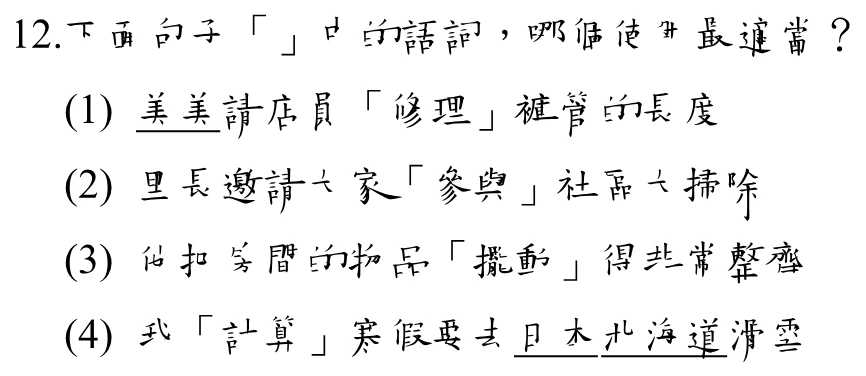 12.下面句子「」中的話詞，哪個使用最適當？
(1) 美美請店員「修理」褲管的長度
(2) 里長邀請大家「參與」社區大掃除
(3) 他把房間的物品「擺動」得非常整齊
(4) 我「計算」寒假要去日本北海道滑雪